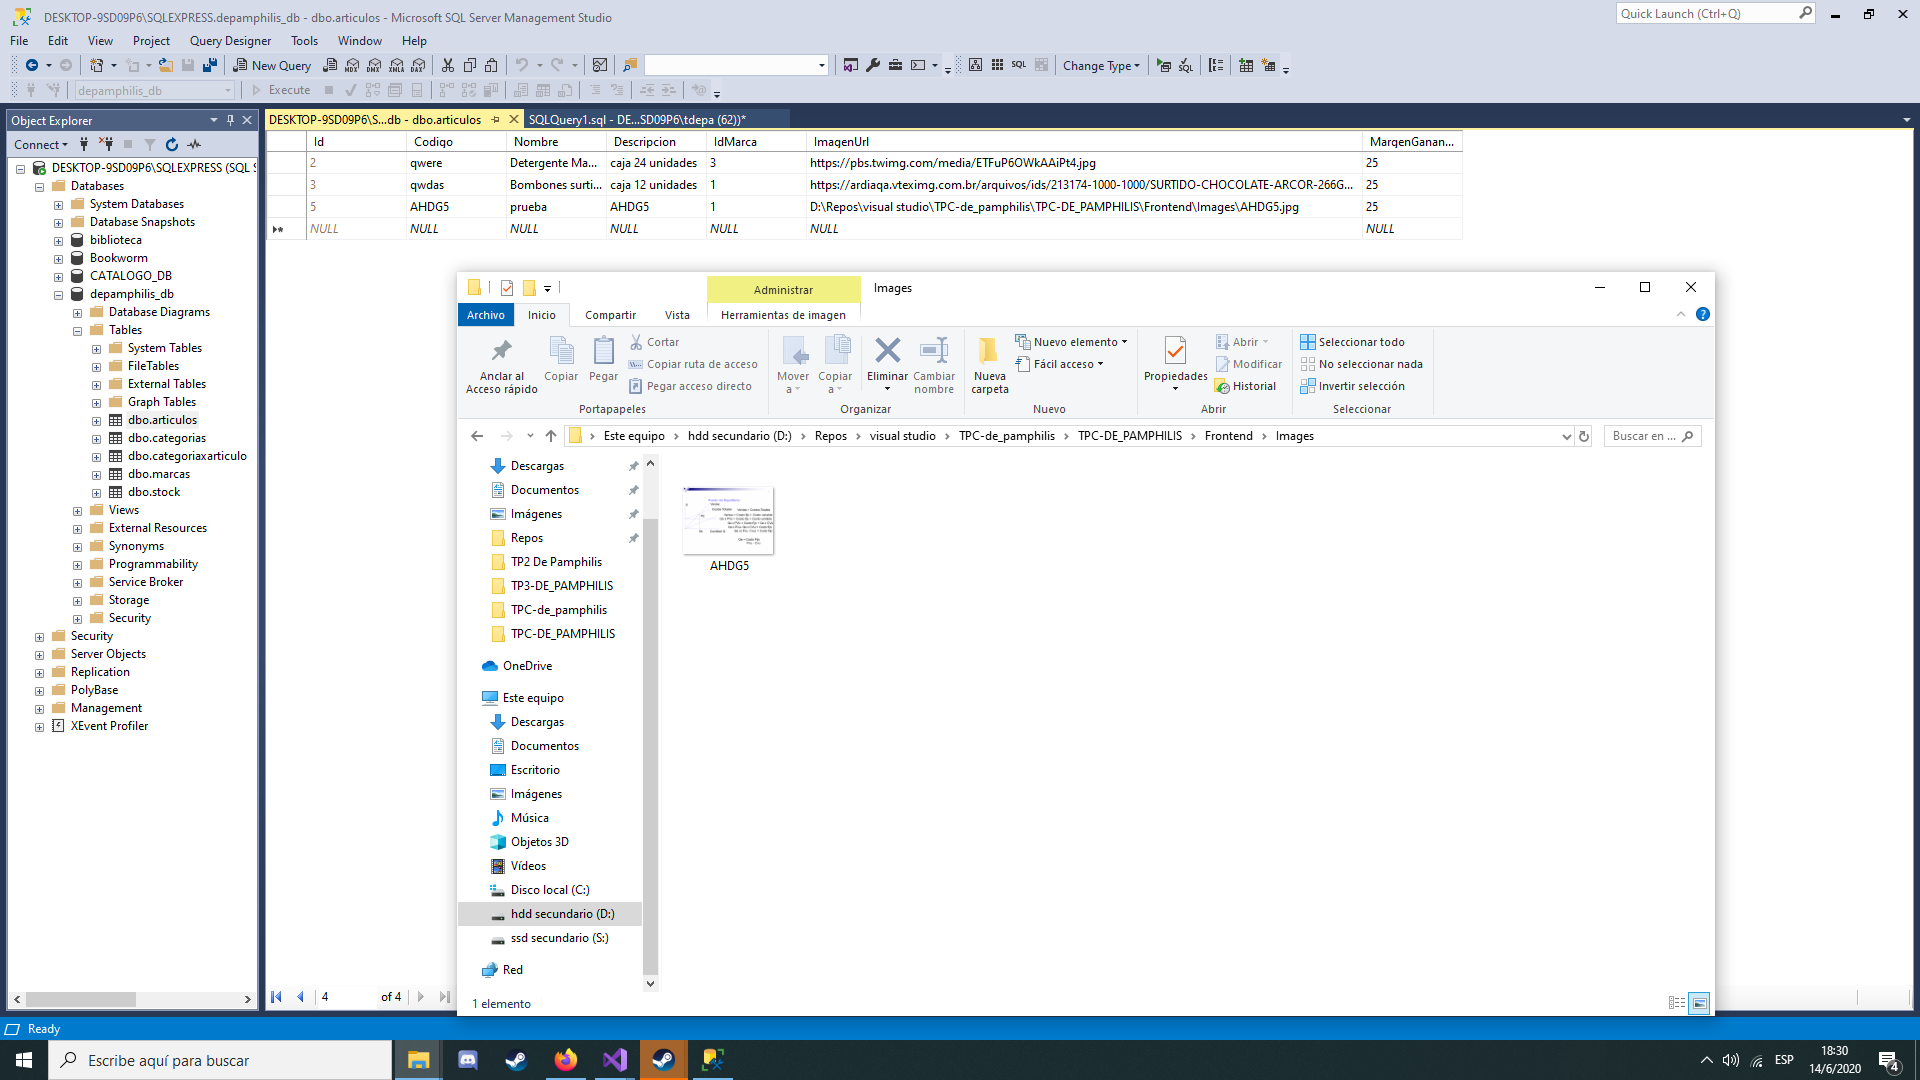 DESKTOP-9SD09P6\SQLEXPRESS.depamphilis_db - dbo.articulos - Microsoft SQL Server Management Studio
Quick Launch (Ctrl+Q)
File Edit View Project Query Designer Tools Window Help
New Query
MDX DMX XMLA DAX
SQL
Change Type
depamphilis_db
Execute
Object Explorer
DESKTOP-9SD09P6\S...db - dbo.articulos
SQLQuery1.sql - DE...SD09P6\tdepa (62))*
Connect
DESKTOP-9SD09P6\SQLEXPRESS (SQL S
Databases
System Databases
Database Snapshots
biblioteca
Bookworm
CATALOGO_DB
depamphilis_db
Database Diagrams
Tables
System Tables
FileTables
External Tables
Graph Tables
dbo.articulos
dbo.categorias
dbo.categoriaxarticulo
dbo.marcas
dbo.stock
Views
External Resources
Synonyms
Programmability
Service Broker
Storage
Security
Security
Server Objects
Replication
PolyBase
Management
XEvent Profiler
Id Codigo Nombre Descripcion IdMarca ImagenUrl MargenGanan...
2 qwere Detergente Ma... caja 24 unidades 3 https://pbs.twimg.com/media/ETFuP6OWkAAiPt4.jpg 25
3 qwdas Bombones surti... caja 12 unidades 1 https://ardiaqa.vteximg.com.br/arquivos/ids/213174-1000-1000/SURTIDO-CHOCOLATE-ARCOR-266G... 25
5 AHDG5 prueba AHDG5 1 D:\Repos\visual studio\TPC-de_pamphilis\TPC-DE_PAMPHILIS\Frontend\Images\AHDG5.jpg 25
NULL NULL NULL NULL NULL NULL NULL
Administrar
Images
Archivo Inicio Compartir Vista Herramientas de imagen
Anclar al Acceso rápido
Copiar
Pegar
Cortar
Copiar ruta de acceso
Pegar acceso directo
Portapapeles
Mover a
Copiar a
Eliminar
Cambiar nombre
Organizar
Nueva carpeta
Nuevo elemento
Fácil acceso
Nuevo
Propiedades
Abrir
Modificar
Historial
Abrir
Seleccionar todo
No seleccionar nada
Invertir selección
Seleccionar
Este equipo > hdd secundario (D:) > Repos > visual studio > TPC-de_pamphilis > TPC-DE_PAMPHILIS > Frontend > Images
Buscar en ...
Descargas
Documentos
Imágenes
Repos
TP2 De Pamphilis
TP3-DE_PAMPHILIS
TPC-de_pamphilis
TPC-DE_PAMPHILIS
OneDrive
Este equipo
Descargas
Documentos
Escritorio
Imágenes
Música
Objetos 3D
Vídeos
Disco local (C:)
hdd secundario (D:)
ssd secundario (S:)
Red
AHDG5
1 elemento
4 of 4
Ready
Escribe aquí para buscar
ESP
18:30
14/6/2020
4